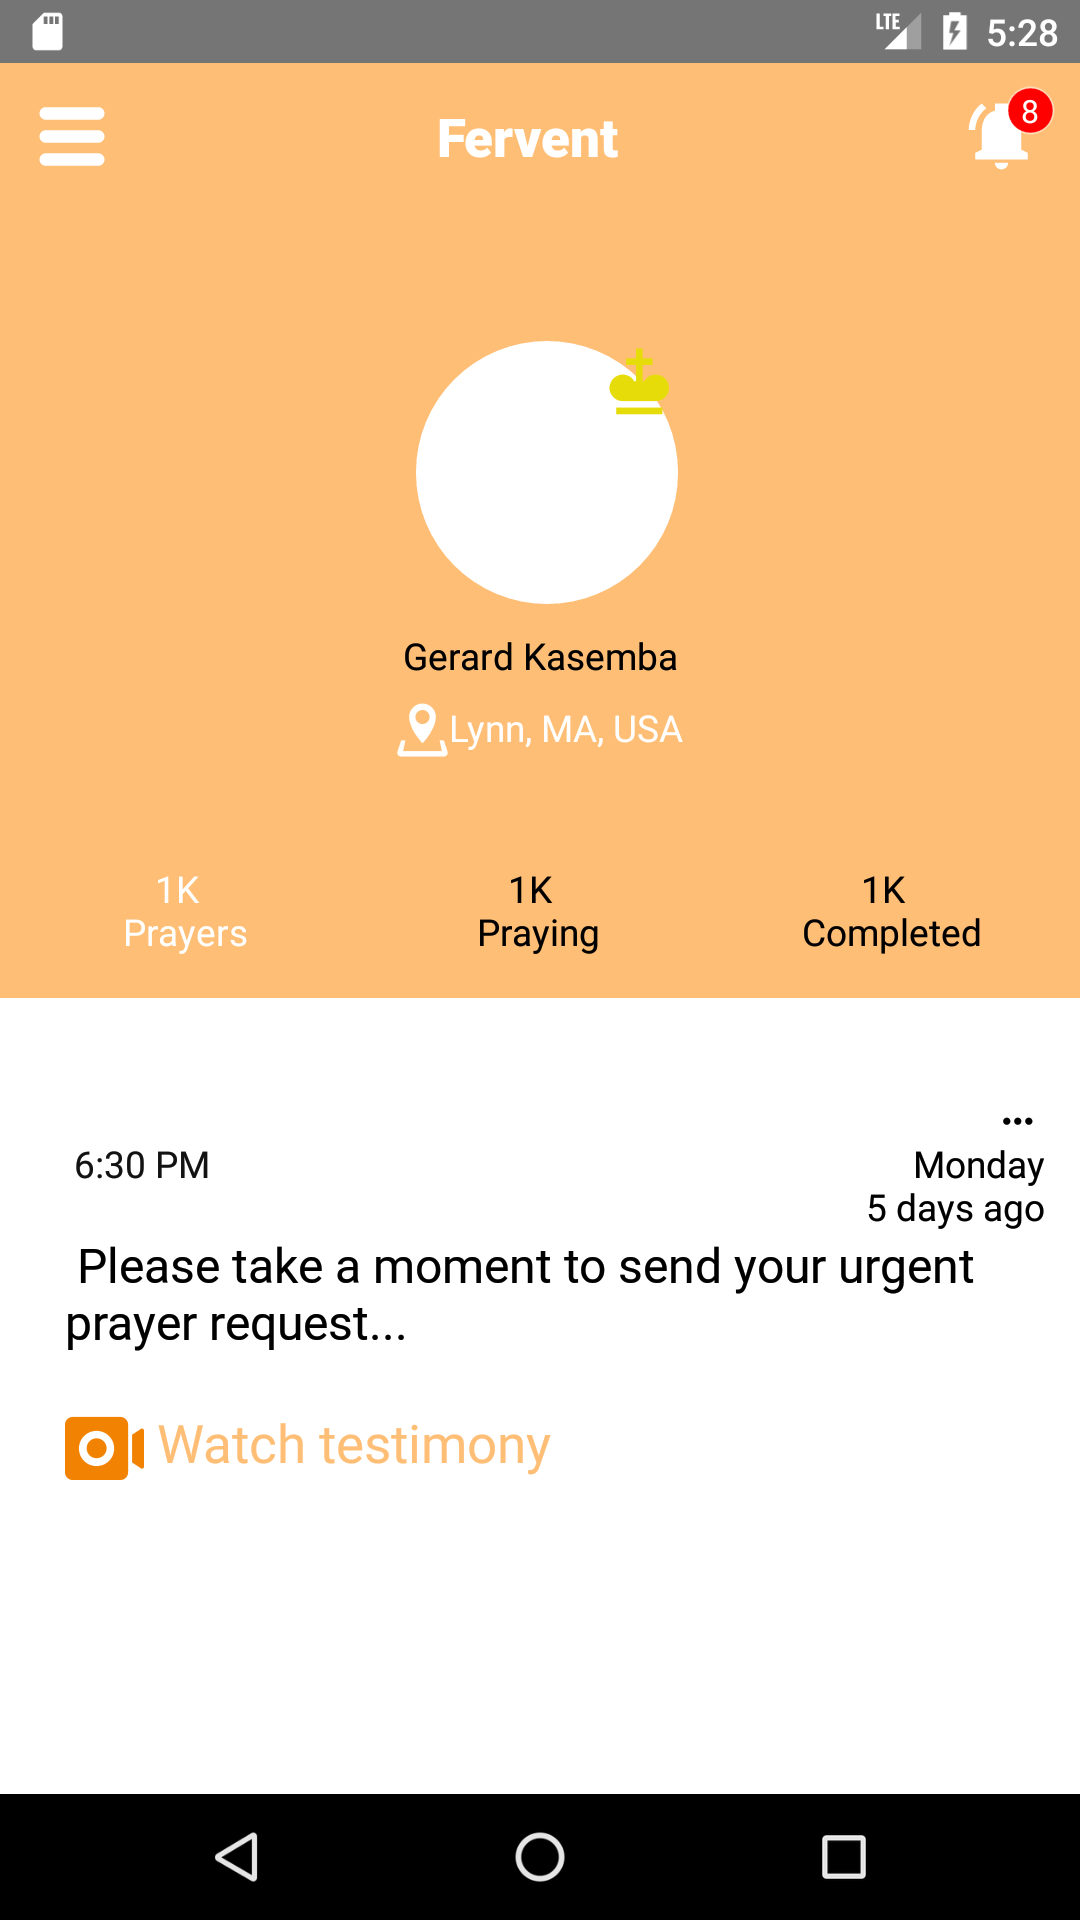 LTE 5:28
Fervent
8
Gerard Kasemba
Lynn, MA, USA
1K 1K 1K
Prayers Praying Completed
6:30 PM Monday
5 days ago
Please take a moment to send your urgent
prayer request...
Watch testimony